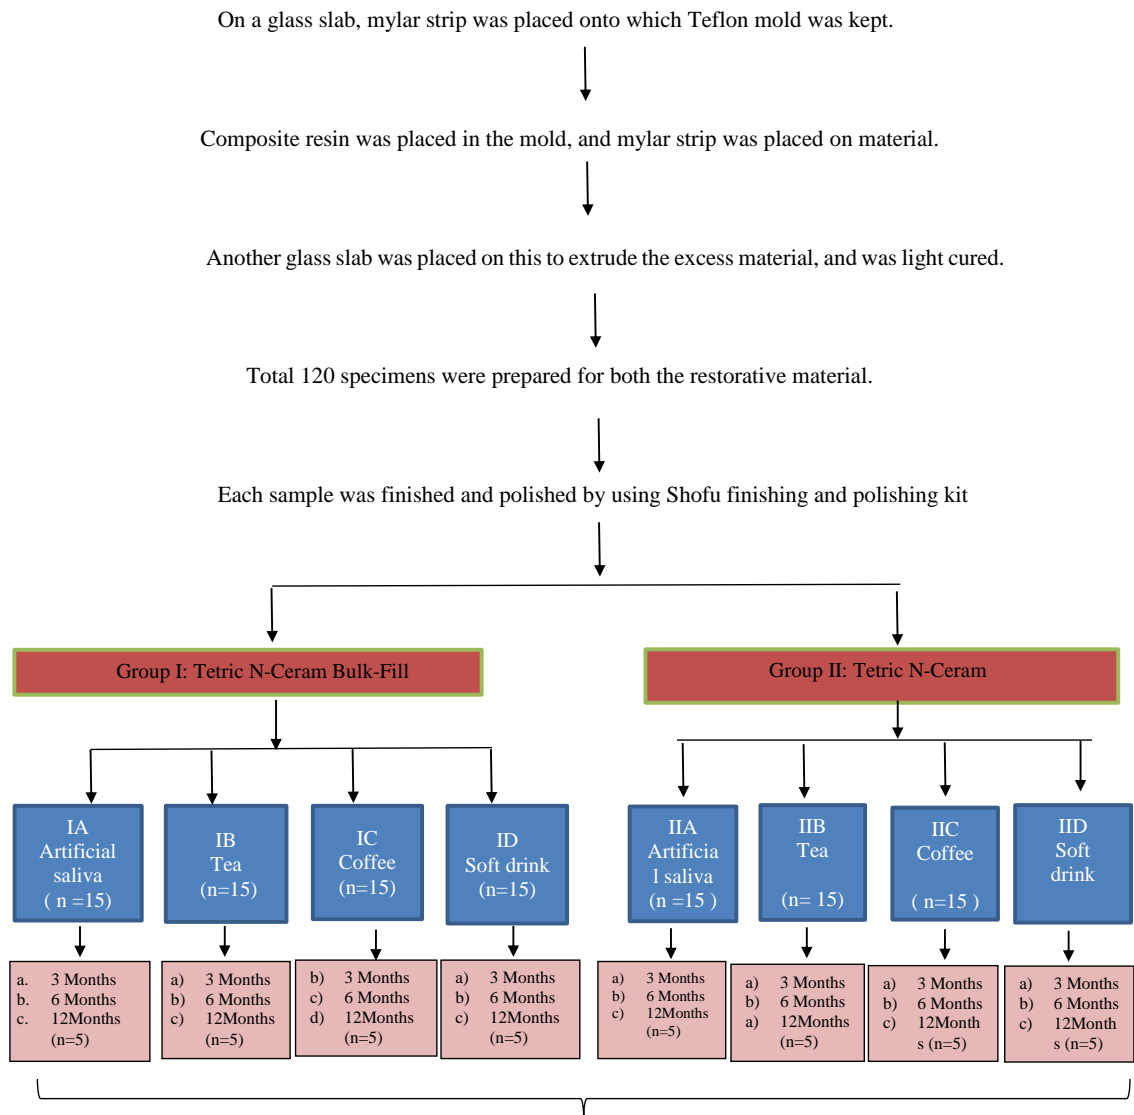 On a glass slab, mylar strip was placed onto which Teflon mold was kept.
Composite resin was placed in the mold, and mylar strip was placed on material.
Another glass slab was placed on this to extrude the excess material, and was light cured.
Total 120 specimens were prepared for both the restorative material.
Each sample was finished and polished by using Shofu finishing and polishing kit
Group I: Tetric N-Ceram Bulk-Fill
Group II: Tetric N-Ceram
IA
Artificial
saliva
( n =15)
IB
Tea
(n=15)
IC
Coffee
(n=15)
ID
Soft drink
(n=15)
IIA
Artificia
l saliva
(n =15 )
IIB
Tea
(n= 15)
IIC
Coffee
( n=15 )
IID
Soft
drink
a. 3 Months
b. 6 Months
c. 12Months
(n=5)
a) 3 Months
b) 6 Months
c) 12Months
(n=5)
b) 3 Months
c) 6 Months
d) 12Months
(n=5)
a) 3 Months
b) 6 Months
c) 12Months
(n=5)
a) 3 Months
b) 6 Months
c) 12Months
(n=5)
a) 3 Months
b) 6 Months
a) 12Months
(n=5)
a) 3 Months
b) 6 Months
c) 12Month
s (n=5)
a) 3 Months
b) 6 Months
c) 12Month
s (n=5)